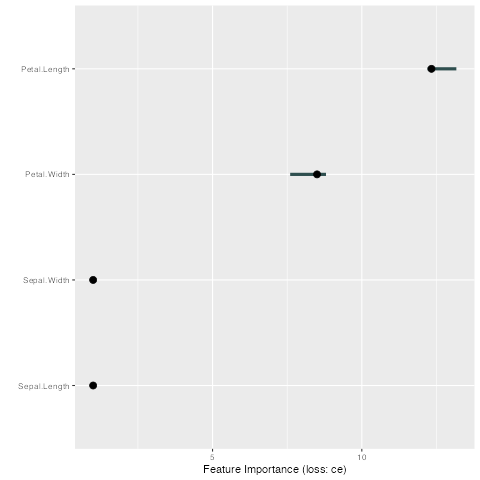 Petal.Length
Petal.Width
Sepal.Width
Sepal.Length
5 10
Feature Importance (loss: ce)